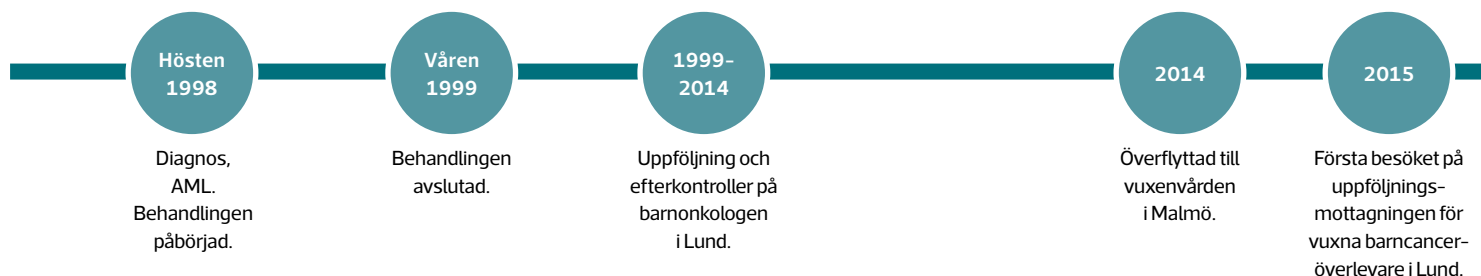 Hösten
1998
Diagnos,
AML.
Behandlingen
påbörjad.
Våren
1999
Behandlingen
avslutad.
1999–
2014
Uppföljning och
efterkontroller på
barnonkologen
i Lund.
2014
Överflyttad till
vuxenvården
i Malmö.
2015
Första besöket på
uppföljnings-
mottagningen för
vuxna barncancer-
överlevare i Lund.